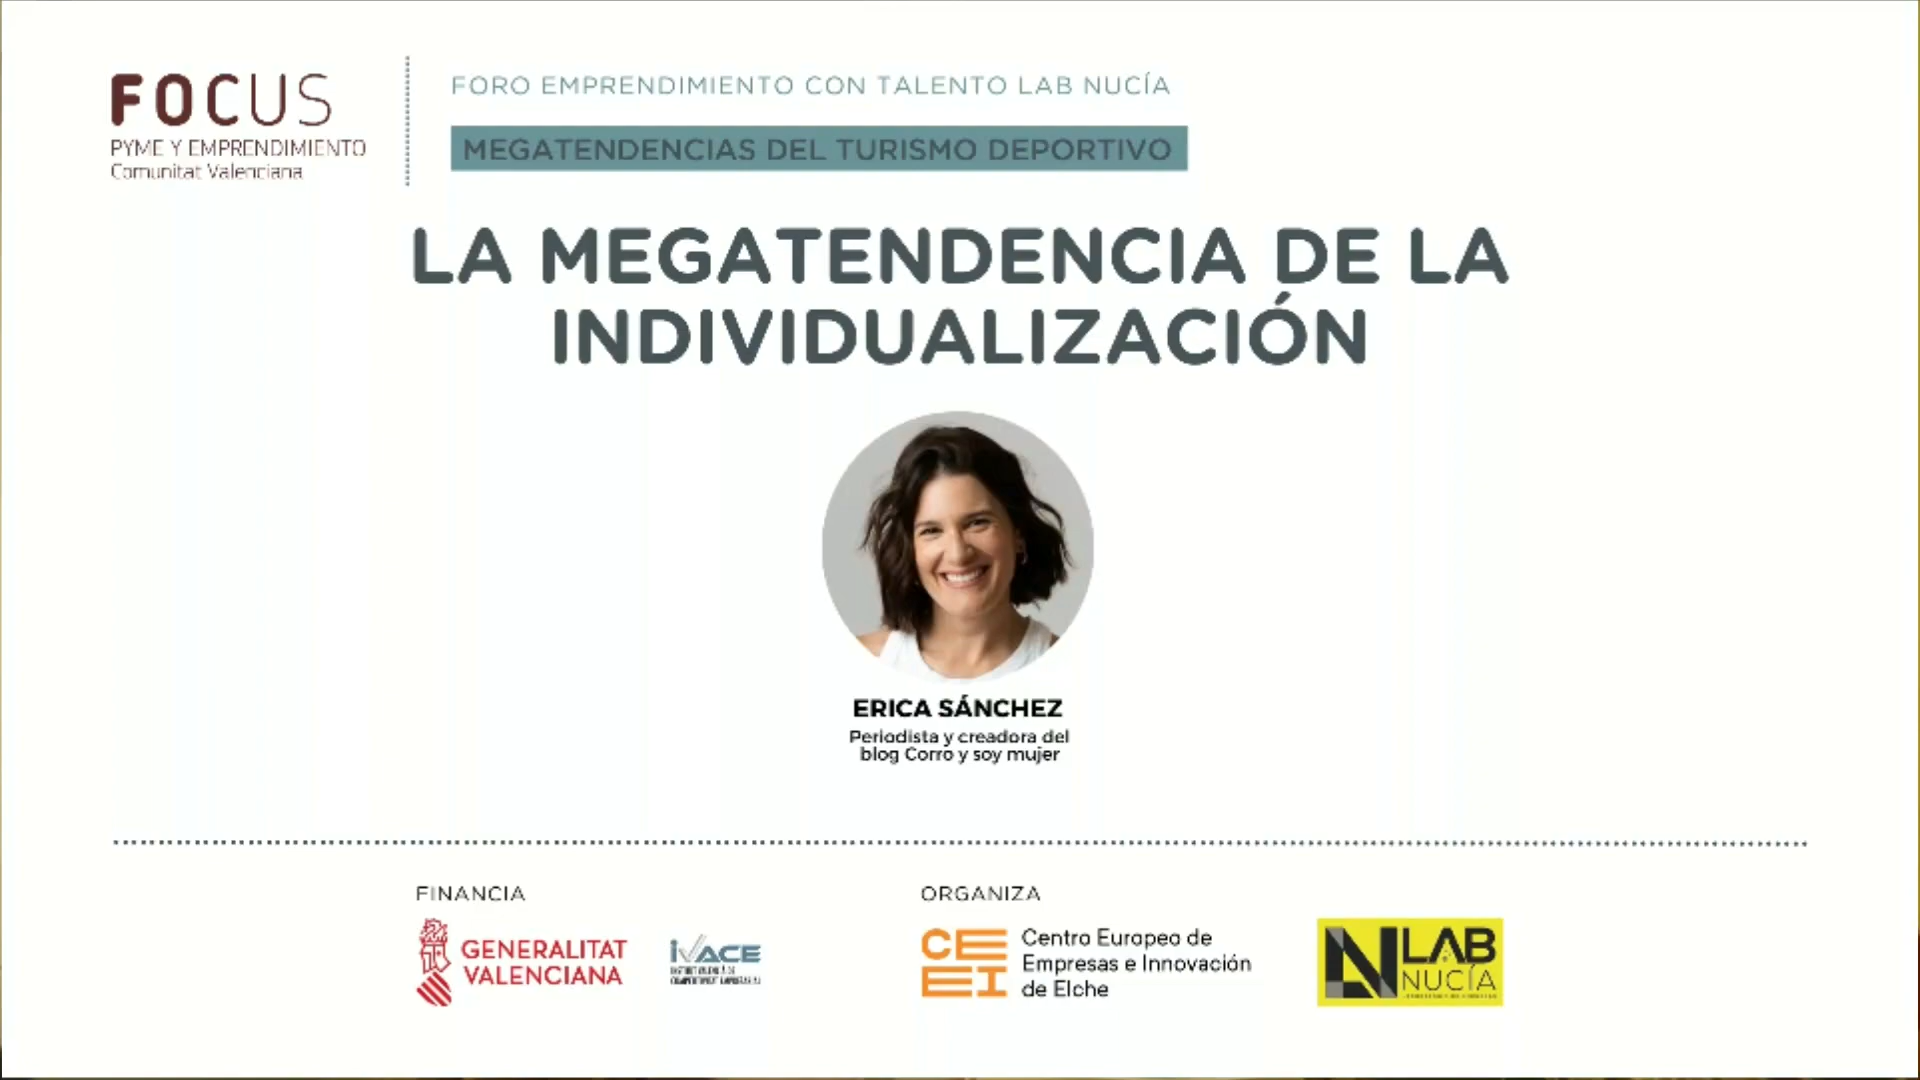 FOCUS
PYME Y EMPRENDIMIENTO
Comunitat Valenciana
FORO EMPRENDIMIENTO CON TALENTO LAB NUCÍA
MEGATENDENCIAS DEL TURISMO DEPORTIVO
LA MEGATENDENCIA DE LA
INDIVIDUALIZACIÓN
ERICA SÁNCHEZ
Periodista y creadora del
blog Corro y soy mujer
FINANCIA
GENERALITAT
VALENCIANA
IVACE
ORGANIZA
CEEI
Centro Europeo de
Empresas e Innovación
de Elche
LAB
NUCÍA